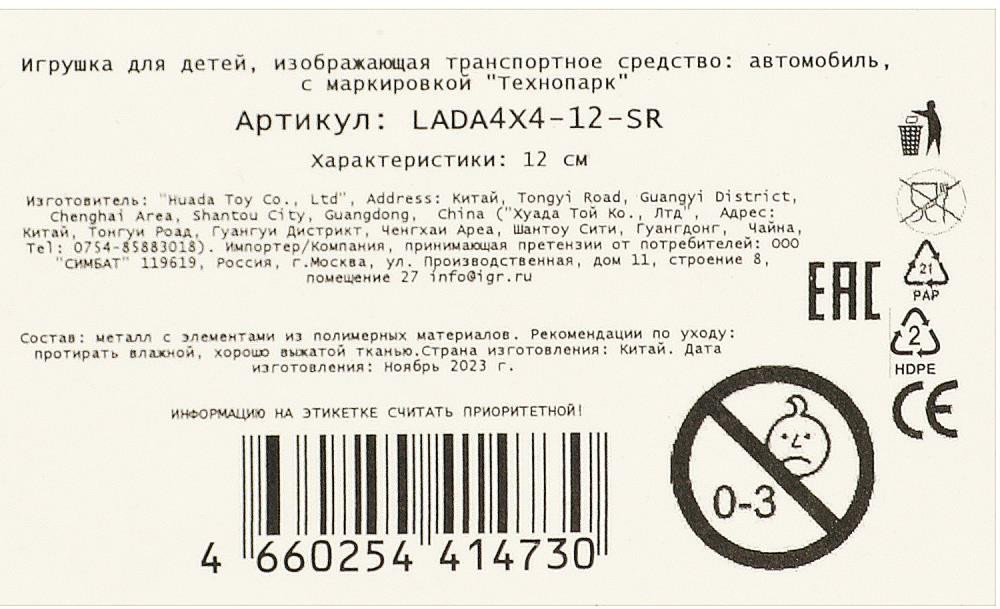 Игрушка для детей, изображающая транспортное средство: автомобиль,
с маркировкой "Технопарк"
Артикул: LADA4X4-12-SR
Характеристики: 12 см
Изготовитель: "Huada Toy Co., Ltd", Address: Китай, Tongyi Road, Guangyi District,
Chenghai Area, Shantou City, Guangdong, China ("Хуада Той Ко., Лтд", Адрес:
Китай, Тонгуи Роад, Гуангуи Дистрикт, Ченгхаи Ареа, Шантоу Сити, Гуангдонг, Чайна,
Tel: 0754-85883018). Импортер/Компания, принимающая претензии от потребителей: ООО
"СИМБАТ" 119619, Россия, г.Москва, ул. Производственная, дом 11, строение 8,
помещение 27 info@igr.ru
EAC
21
PAP
2
HDPE
CE
Состав: металл с элементами из полимерных материалов. Рекомендации по уходу:
протирать влажной, хорошо выжатой тканью.Страна изготовления: Китай. Дата
изготовления: Ноябрь 2023 г.
ИНФОРМАЦИЮ НА ЭТИКЕТКЕ СЧИТАТЬ ПРИОРИТЕТНОЙ!
0-3
4 660254 414730